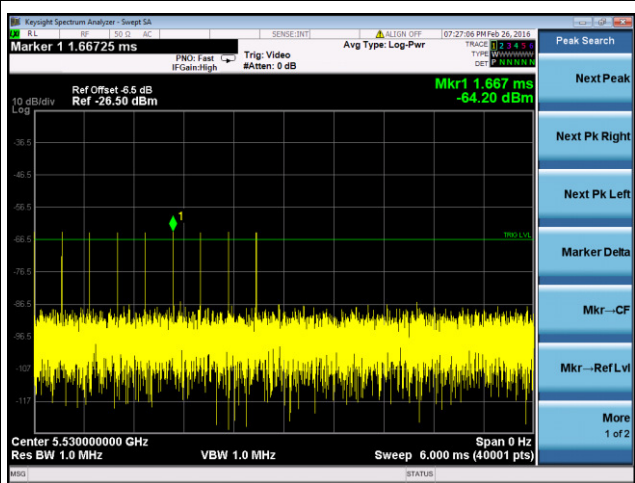 Keysight Spectrum Analyzer - Swept SA
RL RF 50 Ω AC SENSE:INT ALIGN OFF 07:27:06 PM Feb 26, 2016
Marker 1 1.66725 ms
PNO: Fast
IFGain:High
Trig: Video
#Atten: 0 dB
Avg Type: Log-Pwr
TRACE 1 2 3 4 5 6
TYPE WWWWWW
DET P NNNNN
Peak Search
Next Peak
Next Pk Right
Next Pk Left
Marker Delta
Mkr→CF
Mkr→Ref Lvl
More
1 of 2
Mkr1 1.667 ms
-64.20 dBm
Ref Offset -6.5 dB
10 dB/div Ref -26.50 dBm
Log
-36.5
-46.5
-56.5
1
-66.5
TRIG LVL
-76.5
-86.5
-96.5
-107
-117
Center 5.530000000 GHz Span 0 Hz
Res BW 1.0 MHz VBW 1.0 MHz Sweep 6.000 ms (40001 pts)
MSG STATUS